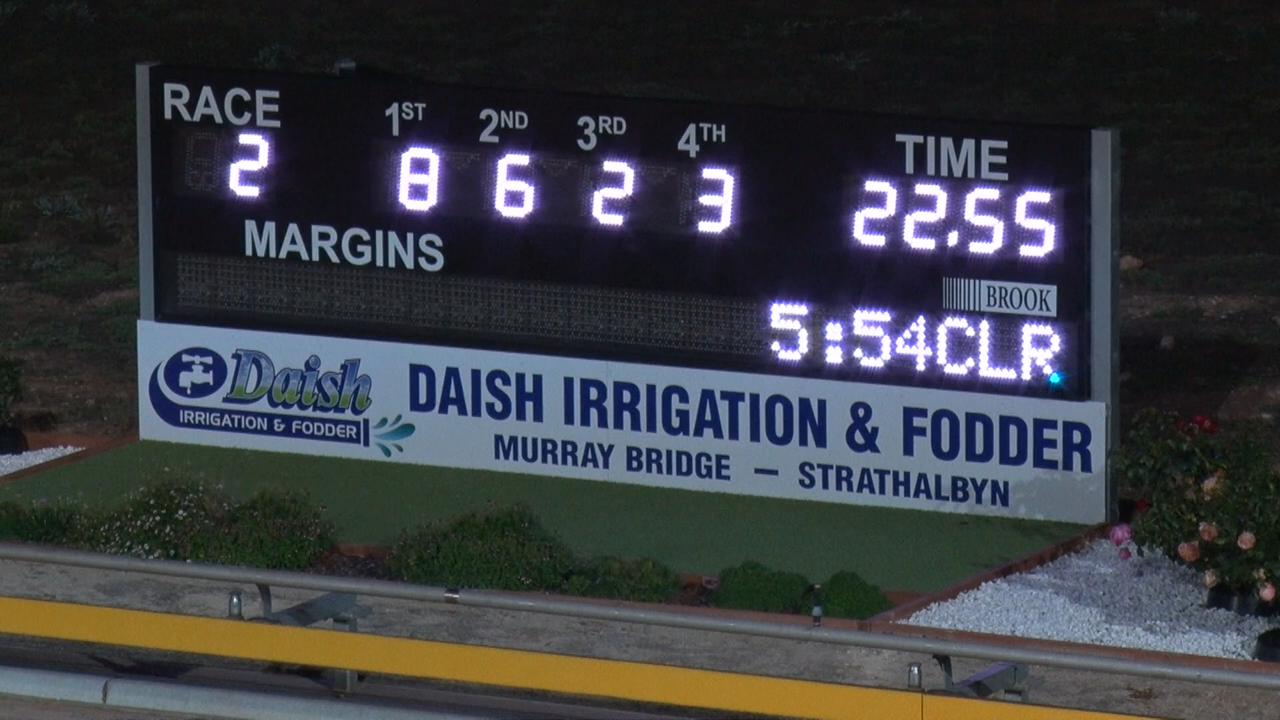 RACE 1ST 2ND 3RD 4TH TIME
2 8 6 2 3 22.55
MARGINS
BROOK
5:54CLR
Daish
IRRIGATION & FODDER
DAISH IRRIGATION & FODDER
MURRAY BRIDGE – STRATHALBYN